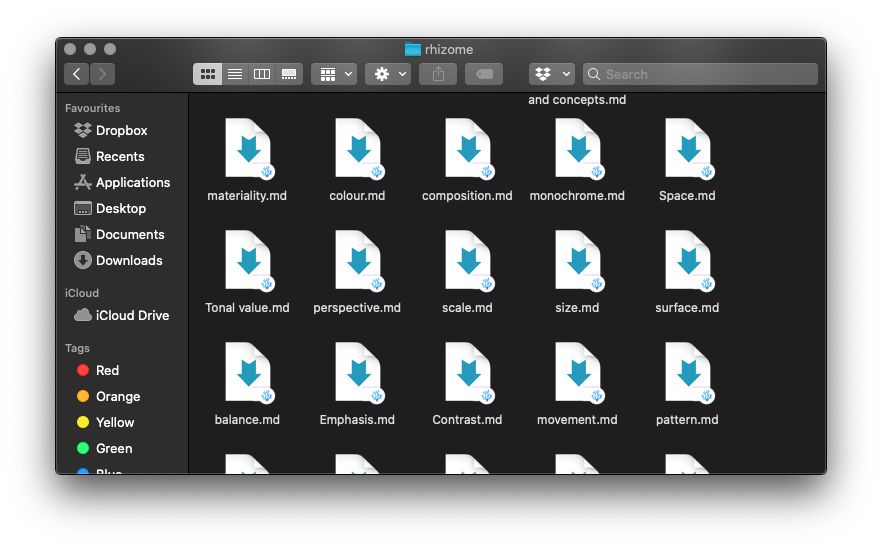 rhizome
Search
Favourites
Dropbox
Recents
Applications
Desktop
Documents
Downloads
iCloud
iCloud Drive
Tags
Red
Orange
Yellow
Green
Blue
and concepts.md
materiality.md
colour.md
composition.md
monochrome.md
Space.md
Tonal value.md
perspective.md
scale.md
size.md
surface.md
balance.md
Emphasis.md
Contrast.md
movement.md
pattern.md